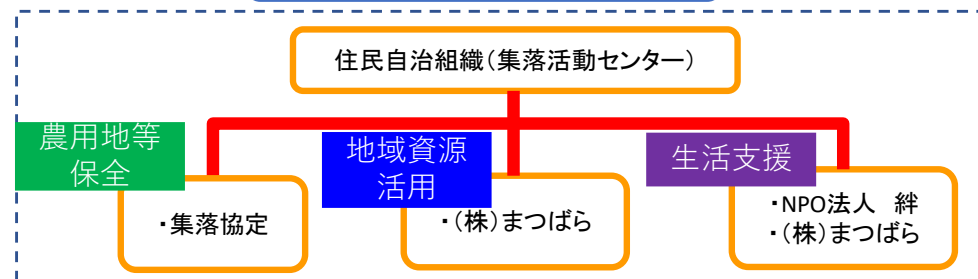 住民自治組織(集落活動センター)
農用地等
保全
・集落協定
地域資源
活用
・(株)まつばら
生活支援
・NPO法人　絆
・(株)まつばら